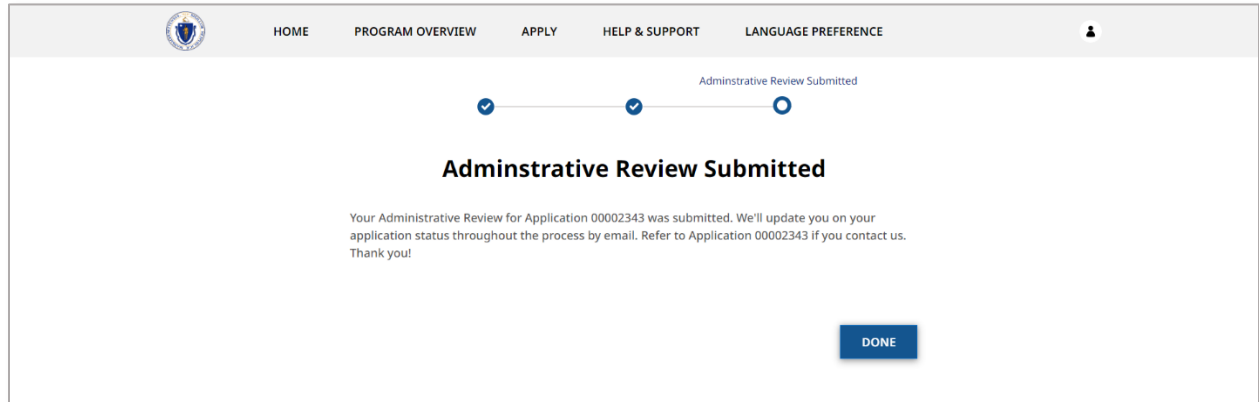 HOME PROGRAM OVERVIEW APPLY HELP & SUPPORT LANGUAGE PREFERENCE
Adminstrative Review Submitted
Adminstrative Review Submitted
Your Administrative Review for Application 00002343 was submitted. We'll update you on your
application status throughout the process by email. Refer to Application 00002343 if you contact us.
Thank you!
DONE